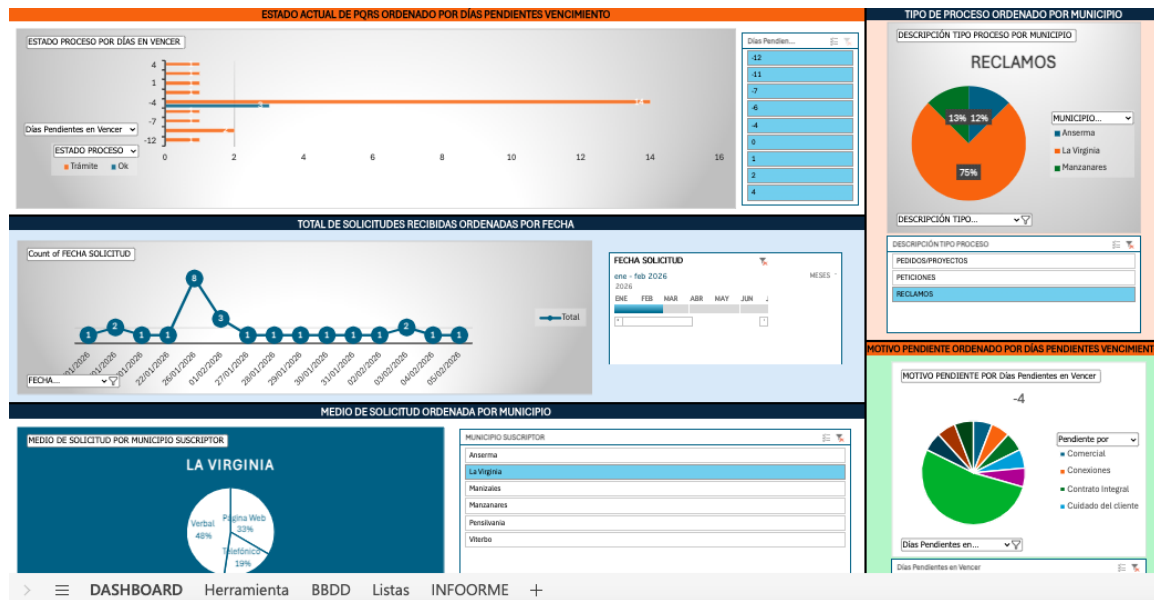 ESTADO ACTUAL DE PQRS ORDENADO POR DÍAS PENDIENTES VENCIMIENTO
ESTADO PROCESO POR DÍAS EN VENCER
4
1
-4
-7
-12
14
3
2
Días Pendientes en Vencer
ESTADO PROCESO
Trámite
Ok
0 2 4 6 8 10 12 14 16
Días Pendien...
-12
-11
-7
-6
-4
0
1
2
4
TIPO DE PROCESO ORDENADO POR MUNICIPIO
DESCRIPCIÓN TIPO PROCESO POR MUNICIPIO
RECLAMOS
13% 12%
75%
MUNICIPIO...
Anserma
La Virginia
Manzanares
DESCRIPCIÓN TIPO...
DESCRIPCIÓN TIPO PROCESO
PEDIDOS/PROYECTOS
PETICIONES
RECLAMOS
TOTAL DE SOLICITUDES RECIBIDAS ORDENADAS POR FECHA
Count of FECHA SOLICITUD
1 2 1 1 8 3 1 1 1 1 1 1 2 1 1
/01/2026
/01/2026
/01/2026
22/01/2026
26/01/2026
01/02/2026
27/01/2026
28/01/2026
29/01/2026
30/01/2026
31/01/2026
02/02/2026
03/02/2026
04/02/2026
05/02/2026
Total
FECHA...
FECHA SOLICITUD
ene - feb 2026
MESES
2026
ENE FEB MAR ABR MAY JUN
MOTIVO PENDIENTE ORDENADO POR DÍAS PENDIENTES VENCIMIENT
MOTIVO PENDIENTE POR Días Pendientes en Vencer
-4
Pendiente por
Comercial
Conexiones
Contrato Integral
Cuidado del cliente
Días Pendientes en...
Días Pendientes en Vencer
MEDIO DE SOLICITUD ORDENADA POR MUNICIPIO
MEDIO DE SOLICITUD POR MUNICIPIO SUSCRIPTOR
LA VIRGINIA
Verbal
48%
Página Web
33%
Telefónico
19%
MUNICIPIO SUSCRIPTOR
Anserma
La Virginia
Manizales
Manzanares
Pensilvania
Viterbo
DASHBOARD Herramienta BBDD Listas INFOORME +